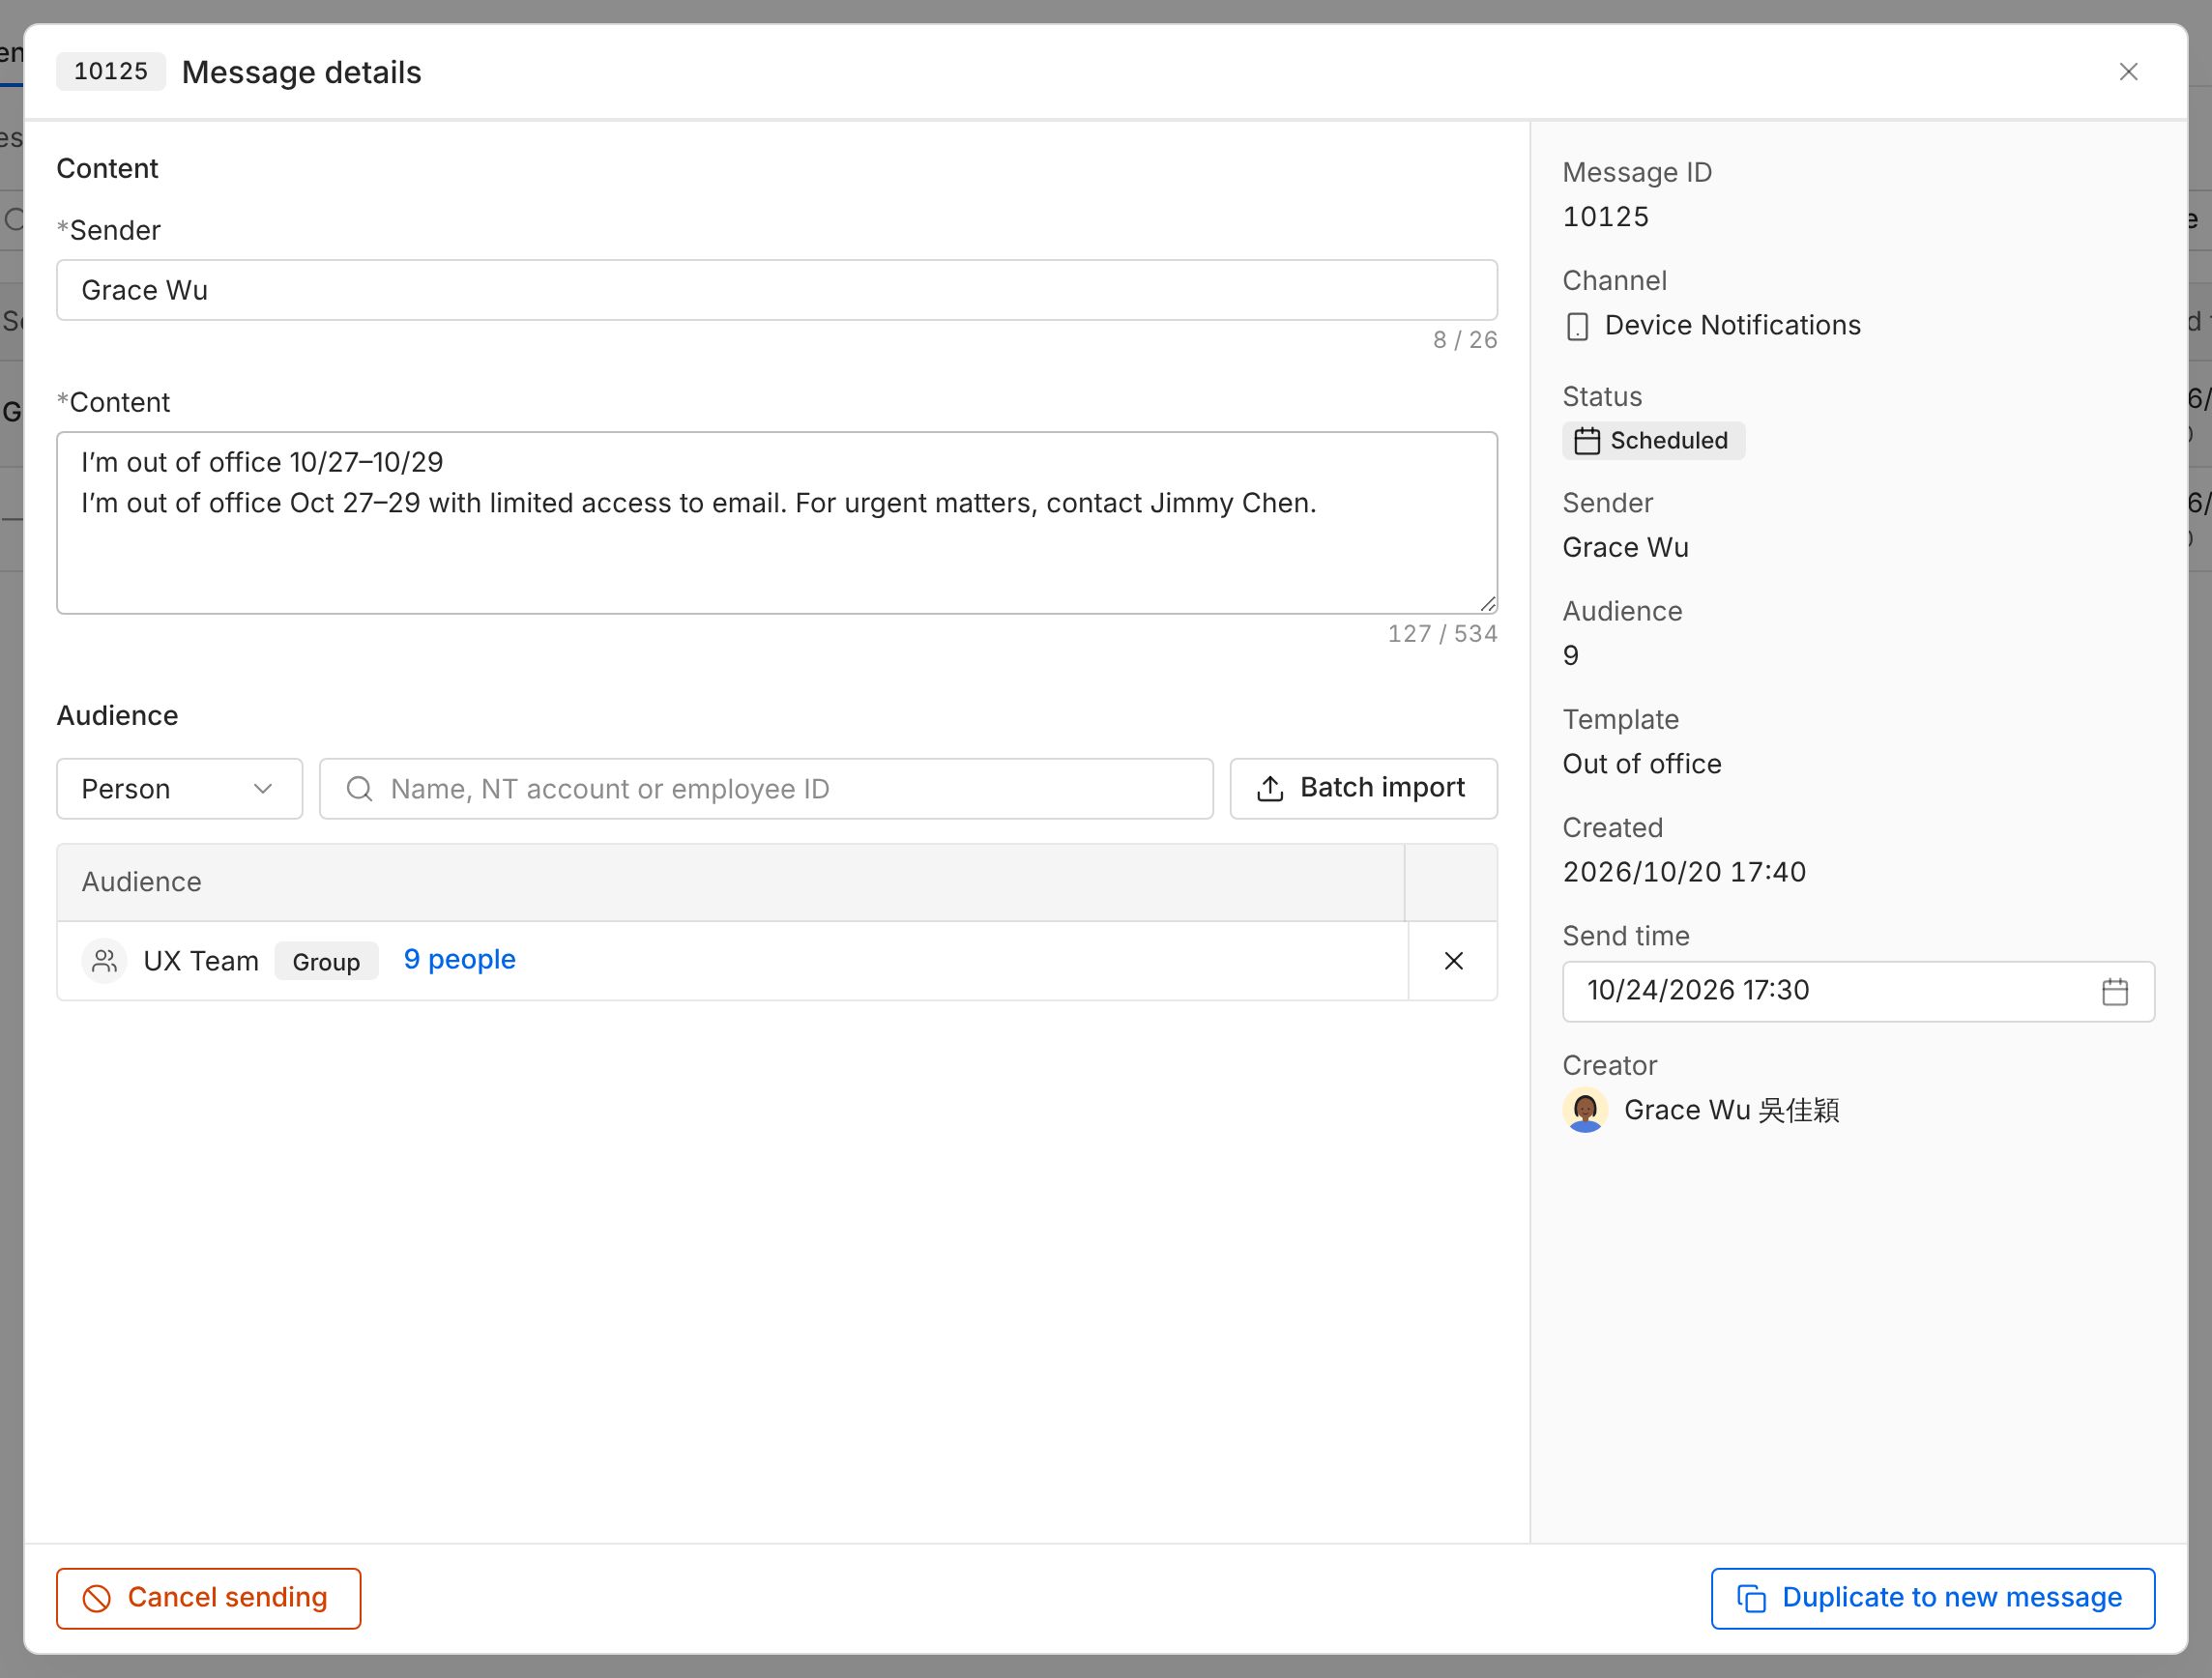 10125 Message details
Content
*Sender
Grace Wu
8 / 26
*Content
I’m out of office 10/27–10/29
I’m out of office Oct 27–29 with limited access to email. For urgent matters, contact Jimmy Chen.
127 / 534
Audience
Person
Name, NT account or employee ID
Batch import
Audience
UX Team Group 9 people
Cancel sending
Message ID
10125
Channel
Device Notifications
Status
Scheduled
Sender
Grace Wu
Audience
9
Template
Out of office
Created
2026/10/20 17:40
Send time
10/24/2026 17:30
Creator
Grace Wu 吳佳穎
Duplicate to new message